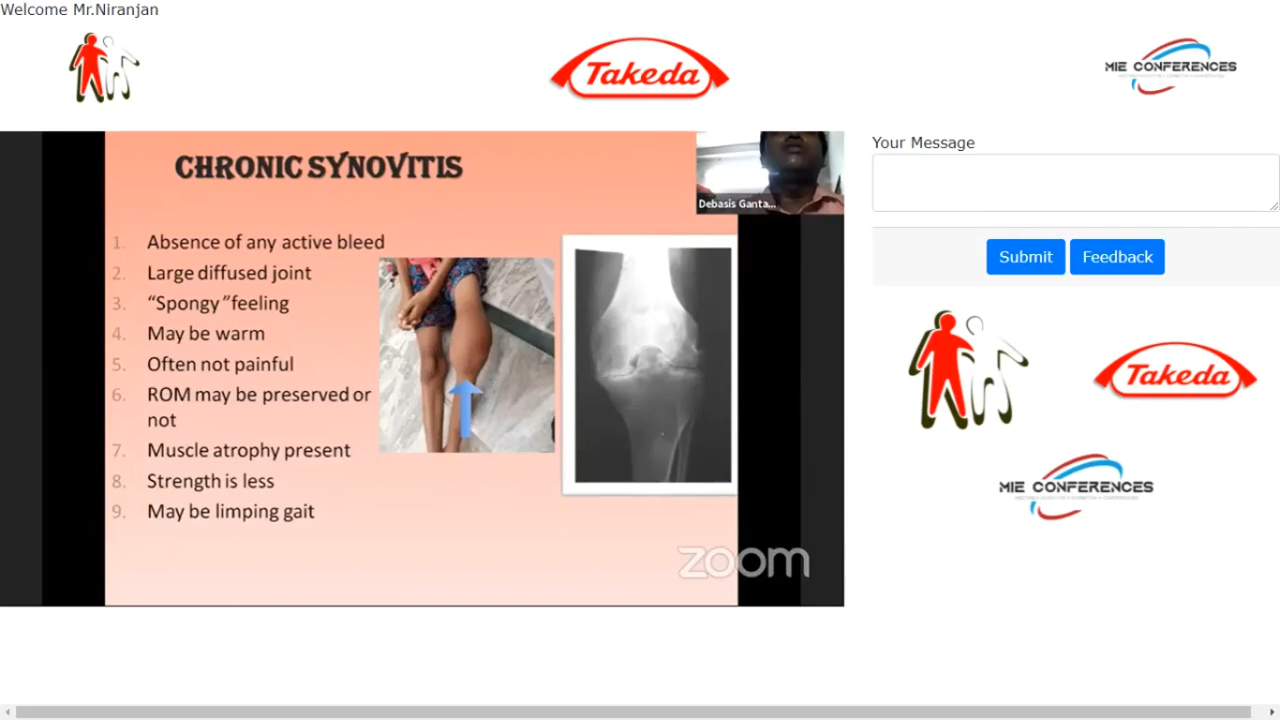 Welcome Mr.Niranjan
Takeda
MIE CONFERENCES
CHRONIC SYNOVITIS
Debasis Ganta...
Your Message
1. Absence of any active bleed
2. Large diffused joint
3. “Spongy”feeling
4. May be warm
5. Often not painful
6. ROM may be preserved or
not
7. Muscle atrophy present
8. Strength is less
9. May be limping gait
zoom
Submit
Feedback
Takeda
MIE CONFERENCES